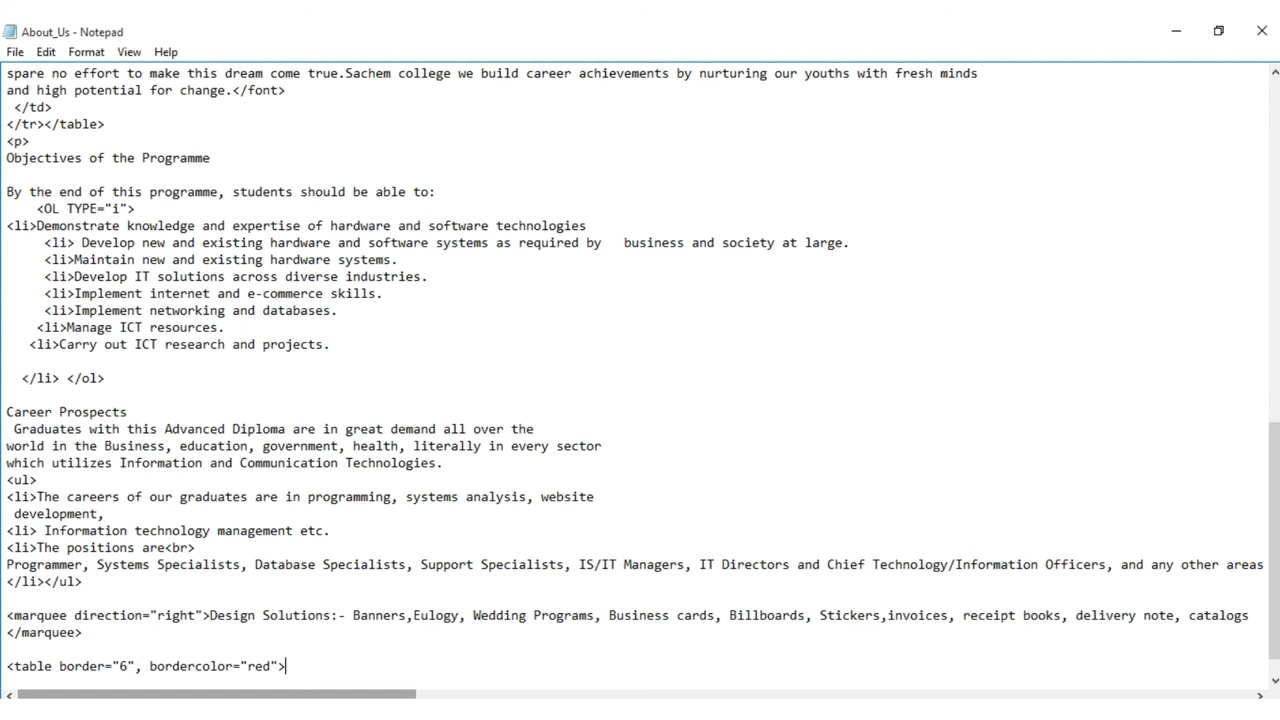 About_Us - Notepad
File Edit Format View Help
spare no effort to make this dream come true.Sachem college we build career achievements by nurturing our youths with fresh minds
and high potential for change.</font>
</td>
</tr></table>
<p>
Objectives of the Programme
By the end of this programme, students should be able to:
<OL TYPE="i">
<li>Demonstrate knowledge and expertise of hardware and software technologies
<li> Develop new and existing hardware and software systems as required by business and society at large.
<li>Maintain new and existing hardware systems.
<li>Develop IT solutions across diverse industries.
<li>Implement internet and e-commerce skills.
<li>Implement networking and databases.
<li>Manage ICT resources.
<li>Carry out ICT research and projects.
</li> </ol>
Career Prospects
Graduates with this Advanced Diploma are in great demand all over the
world in the Business, education, government, health, literally in every sector
which utilizes Information and Communication Technologies.
<ul>
<li>The careers of our graduates are in programming, systems analysis, website
development,
<li> Information technology management etc.
<li>The positions are<br>
Programmer, Systems Specialists, Database Specialists, Support Specialists, IS/IT Managers, IT Directors and Chief Technology/Information Officers, and any other areas
</li></ul>
<marquee direction="right">Design Solutions:- Banners,Eulogy, Wedding Programs, Business cards, Billboards, Stickers,invoices, receipt books, delivery note, catalogs
</marquee>
<table border="6", bordercolor="red">